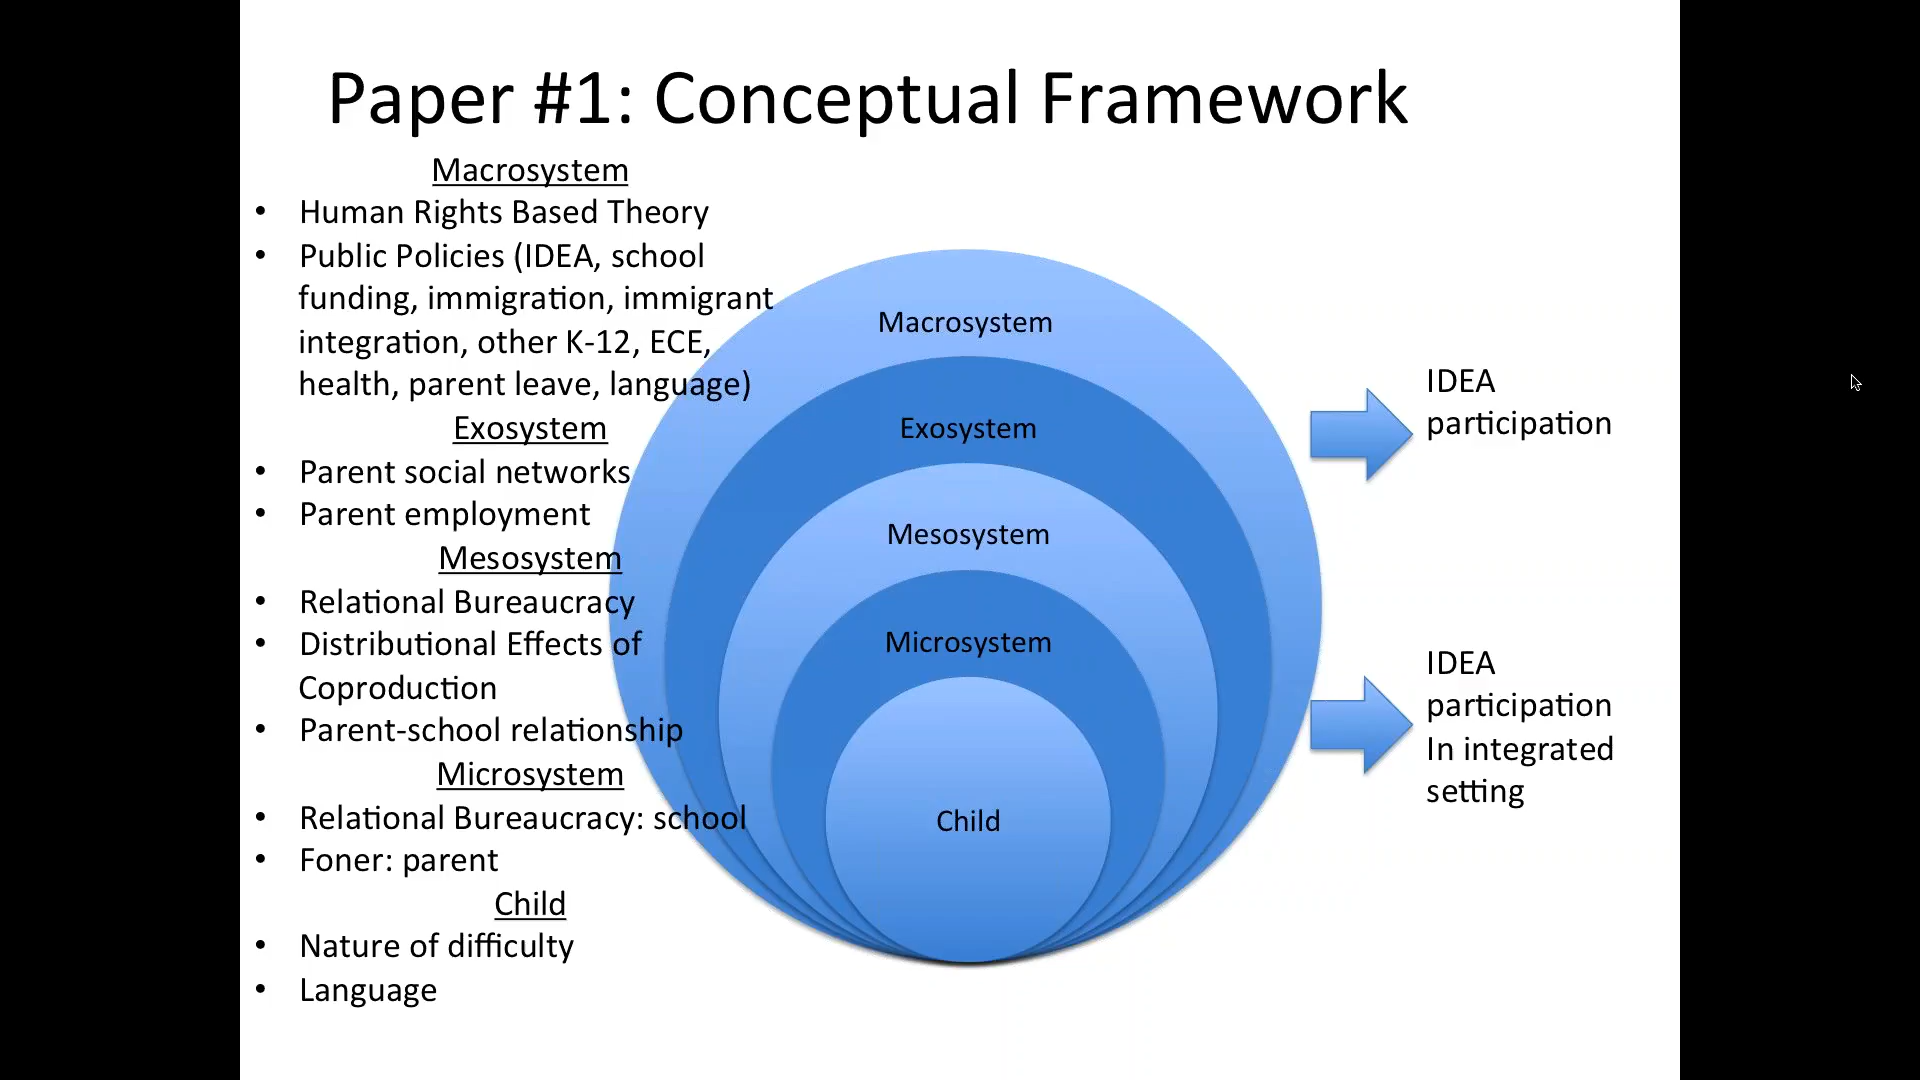 Paper #1: Conceptual Framework
Macrosystem
• Human Rights Based Theory
• Public Policies (IDEA, school
funding, immigration, immigrant
integration, other K-12, ECE,
health, parent leave, language)
Exosystem
• Parent social networks
• Parent employment
Mesosystem
• Relational Bureaucracy
• Distributional Effects of
Coproduction
• Parent-school relationship
Microsystem
• Relational Bureaucracy: school
• Foner: parent
Child
• Nature of difficulty
• Language
Macrosystem
Exosystem
Mesosystem
Microsystem
Child
IDEA
participation
IDEA
participation
In integrated
setting